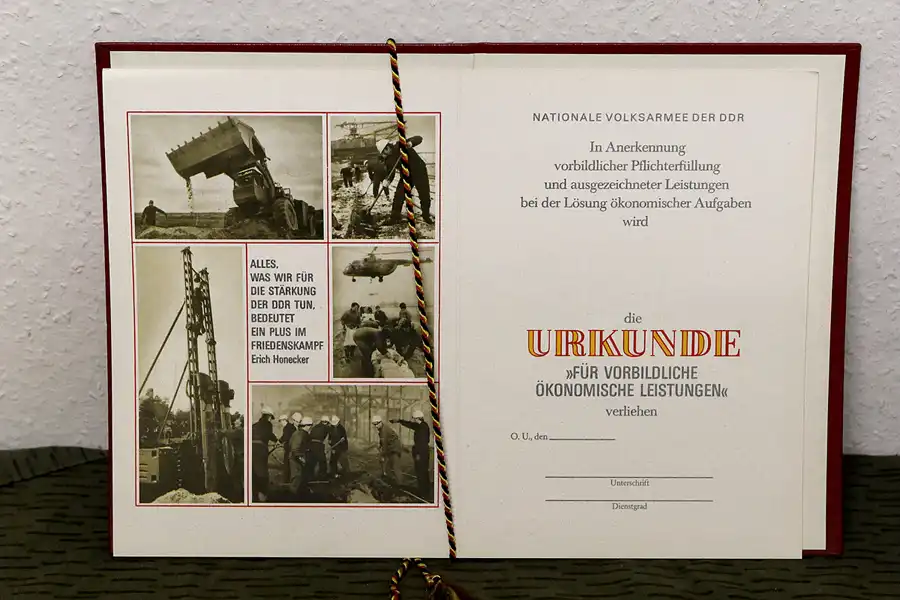 ALLES,
WAS WIR FÜR
DIE STÄRKUNG
DER DDR TUN,
BEDEUTET
EIN PLUS IM
FRIEDENSKAMPF
Erich Honecker
NATIONALE VOLKSARMEE DER DDR
In Anerkennung
vorbildlicher Pflichterfüllung
und ausgezeichneter Leistungen
bei der Lösung ökonomischer Aufgaben
wird
die
URKUNDE
»FÜR VORBILDLICHE
ÖKONOMISCHE LEISTUNGEN«
verliehen
O. U., den
Unterschrift
Dienstgrad